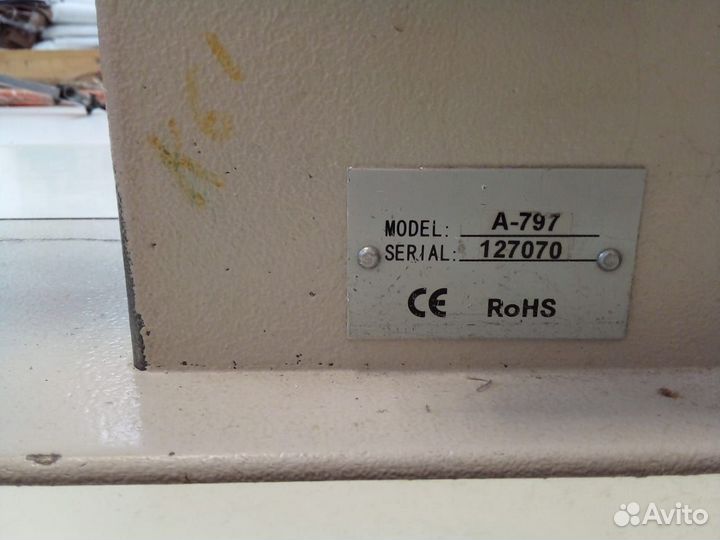 MODEL: A-797
SERIAL: 127070
CE RoHS
Avito